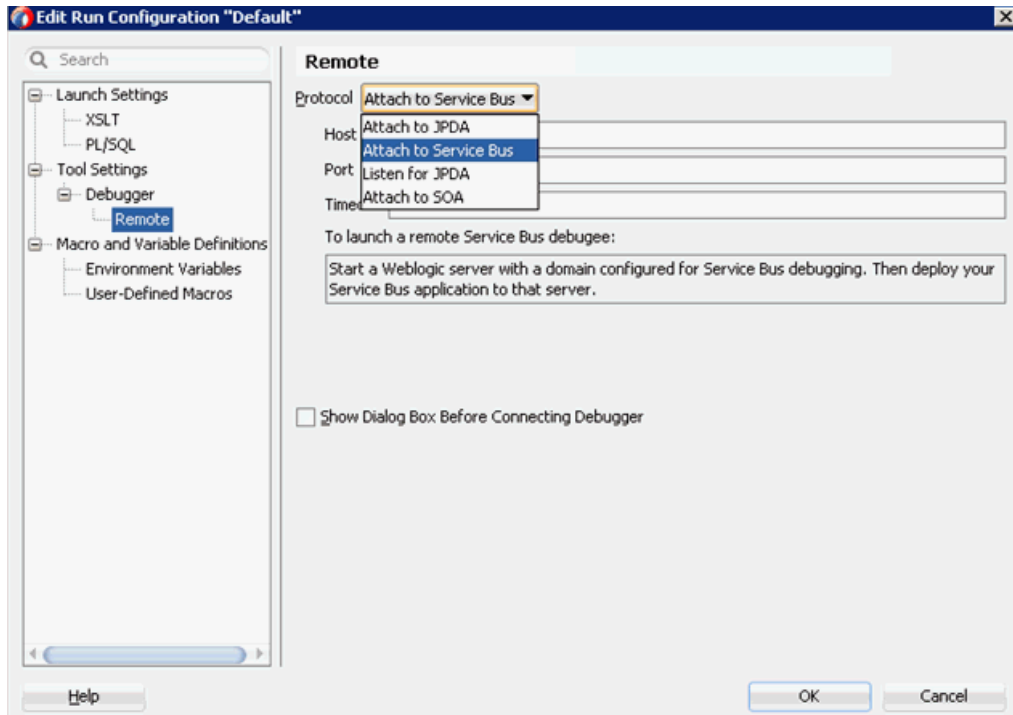 Edit Run Configuration "Default"
Search
Launch Settings
XSLT
PL/SQL
Tool Settings
Debugger
Remote
Macro and Variable Definitions
Environment Variables
User-Defined Macros
Remote
Protocol Attach to Service Bus
Attach to JPDA
Attach to Service Bus
Listen for JPDA
Attach to SOA
Host
Port
To launch a remote Service Bus debugee:
Start a Weblogic server with a domain configured for Service Bus debugging. Then deploy your
Service Bus application to that server.
Show Dialog Box Before Connecting Debugger
Help
OK
Cancel